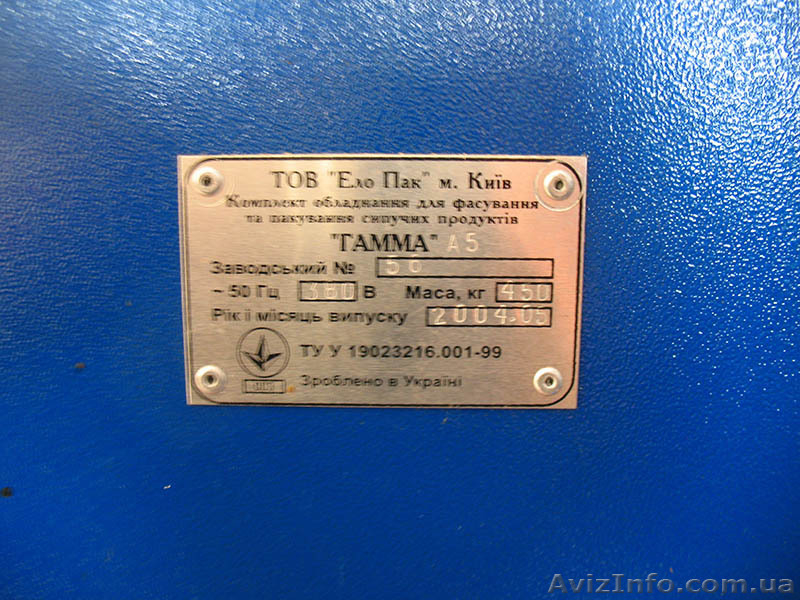 ТОВ "Ело Пак" м. Київ
Комплект обладнання для фасування
та пакування сипучих продуктів
"ГАММА" А5
Заводський № 56
~ 50 Гц 380 В Маса, кг 450
Рік і місяць випуску 2004.05
ТУ У 19023216.001-99
Зроблено в Україні
AvizInfo.com.ua